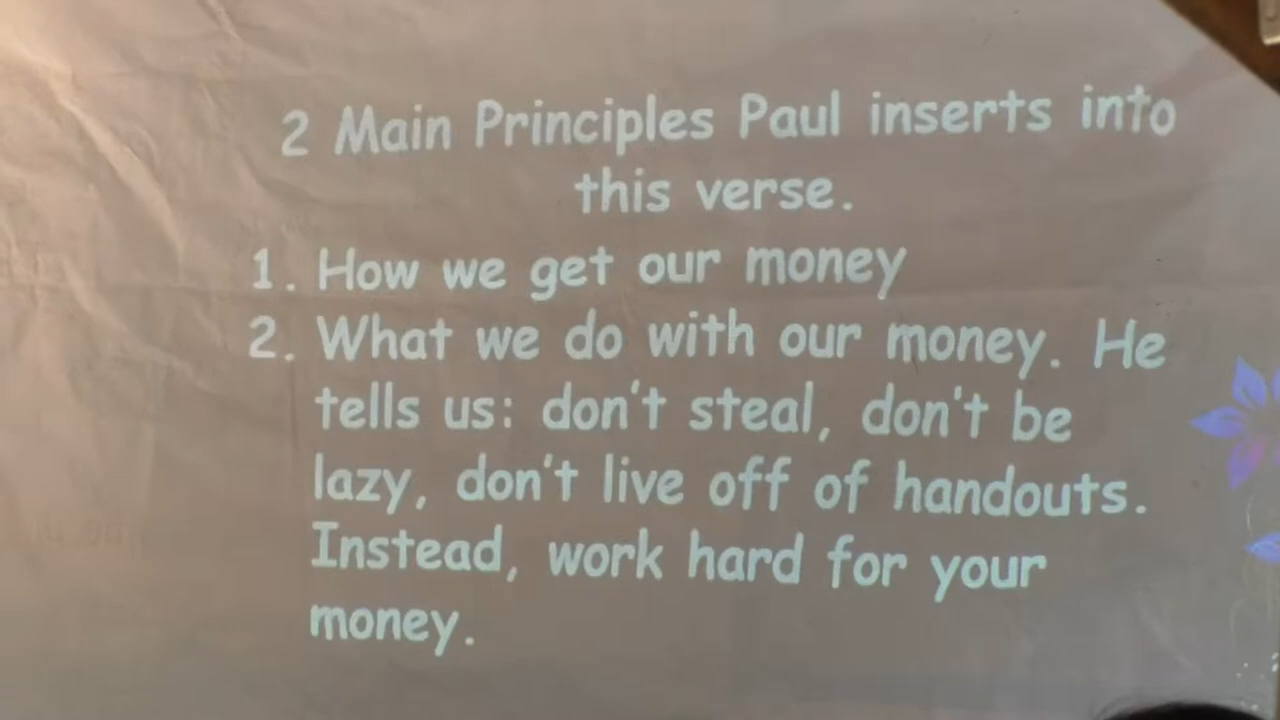 2 Main Principles Paul inserts into
this verse.
1. How we get our money
2. What we do with our money. He
tells us: don't steal, don't be
lazy, don't live off of handouts.
Instead, work hard for your
money.